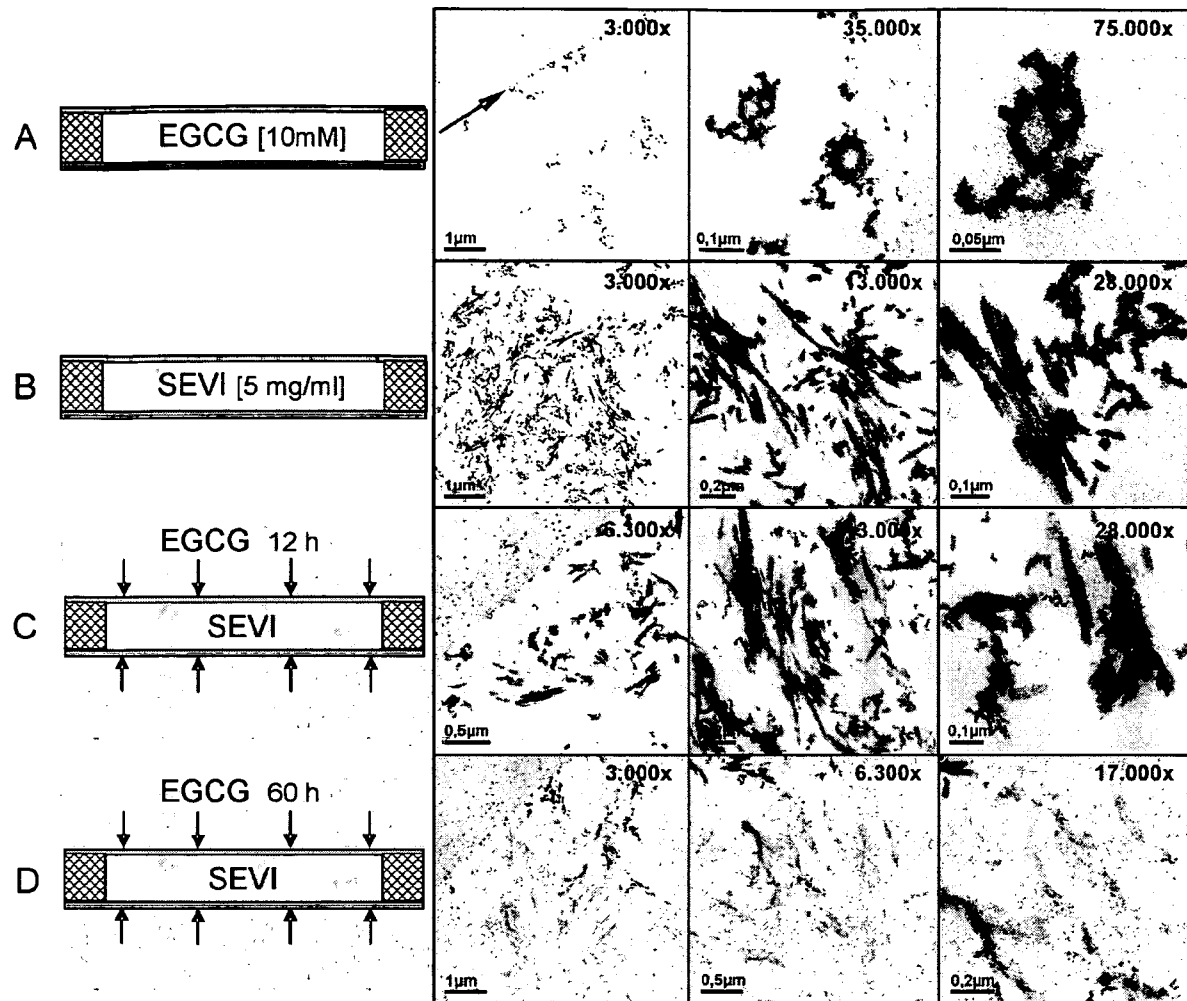 A
EGCG [10mM]
3.000x
1µm
35.000x
0,1µm
75.000x
0,05µm
B
SEVI [5 mg/ml]
3.000x
1µm
13.000x
0,2µm
28.000x
0,1µm
C
EGCG 12 h
SEVI
6.300x
0,5µm
3.000x
28.000x
0,1µm
D
EGCG 60 h
SEVI
3.000x
1µm
6.300x
0,5µm
17.000x
0,2µm